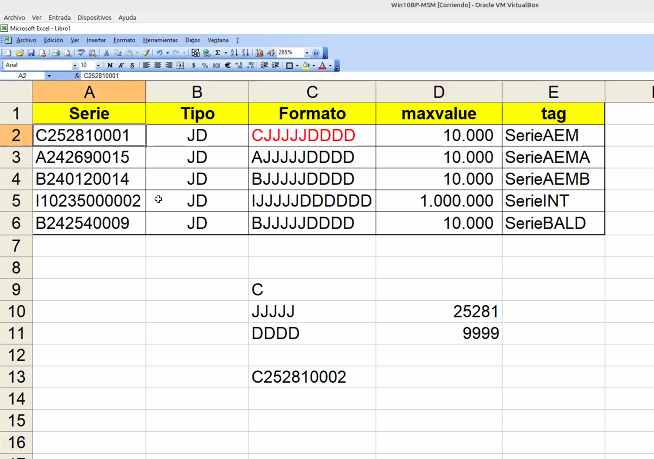 Win10BP-MSM [Corriendo] - Oracle VM VirtualBox
Archivo Ver Entrada Dispositivos Ayuda
Microsoft Excel - Libro1
Archivo Edición Ver Insertar Formato Herramientas Datos Ventana ?
Σ 265%
Arial 10 N K S $ % 000 €
A2 fx C252810001
A B C D E
1 Serie Tipo Formato maxvalue tag
2 C252810001 JD CJJJJJDDDD 10.000 SerieAEM
3 A242690015 JD AJJJJJDDDD 10.000 SerieAEMA
4 B240120014 JD BJJJJJDDDD 10.000 SerieAEMB
5 I10235000002 JD IJJJJJDDDDDD 1.000.000 SerieINT
6 B242540009 JD BJJJJJDDDD 10.000 SerieBALD
7
8
9 C
10 JJJJJ 25281
11 DDDD 9999
12
13 C252810002
14
15
16